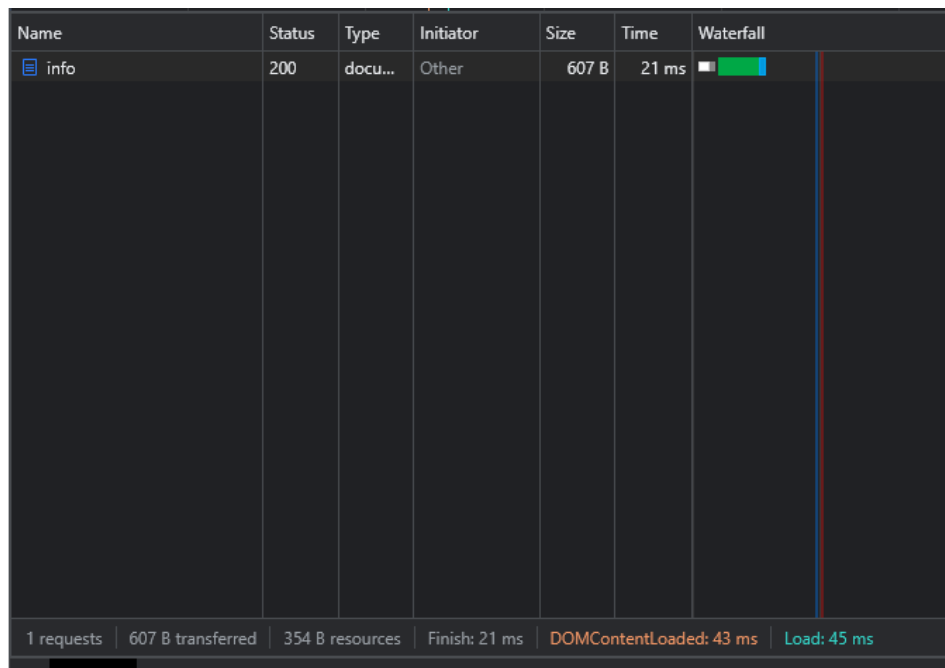 Name Status Type Initiator Size Time Waterfall
info 200 docu... Other 607 B 21 ms
1 requests 607 B transferred 354 B resources Finish: 21 ms DOMContentLoaded: 43 ms Load: 45 ms